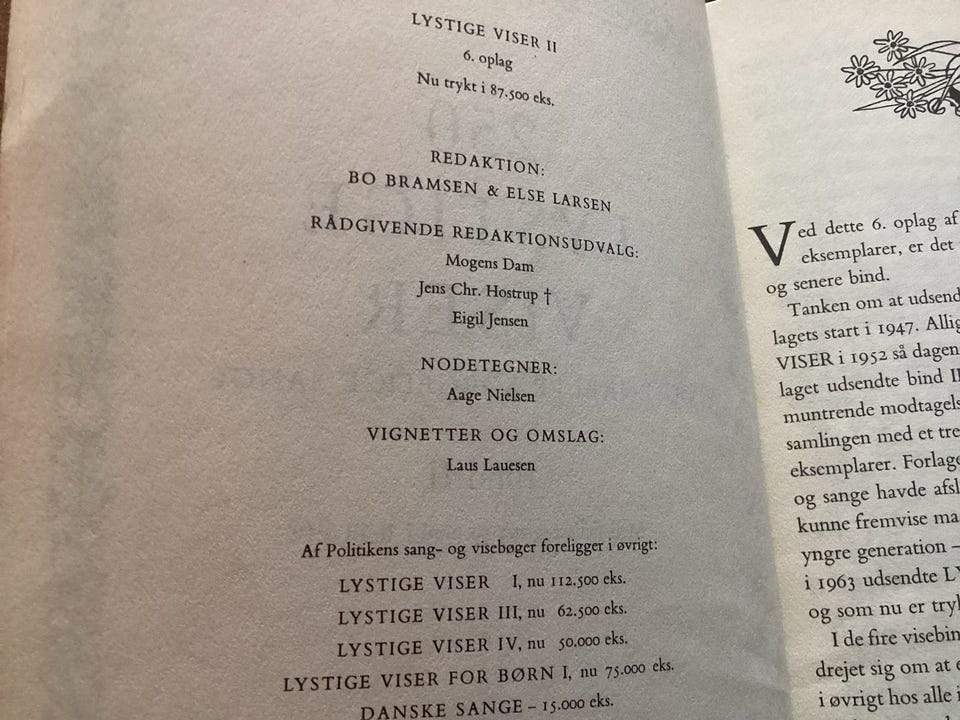 LYSTIGE VISER II
6. oplag
Nu trykt i 87.500 eks.
REDAKTION:
BO BRAMSEN & ELSE LARSEN
RÅDGIVENDE REDAKTIONSUDVALG:
Mogens Dam
Jens Chr. Hostrup †
Eigil Jensen
NODETEGNER:
Aage Nielsen
VIGNETTER OG OMSLAG:
Laus Lauesen
Af Politikens sang- og visebøger foreligger i øvrigt:
LYSTIGE VISER I, nu 112.500 eks.
LYSTIGE VISER III, nu 62.500 eks.
LYSTIGE VISER IV, nu 50.000 eks.
LYSTIGE VISER FOR BØRN I, nu 75.000 eks.
DANSKE SANGE – 15.000 eks.
Ved dette 6. oplag af
eksemplarer, er det
og senere bind.
Tanken om at udsend
lagets start i 1947. Allig
VISER i 1952 så dagen
laget udsendte bind II
muntrende modtagels
samlingen med et tre
eksemplarer. Forlage
og sange havde afsl
kunne fremvise ma
yngre generation –
i 1963 udsendte LY
og som nu er tryk
I de fire visebin
drejet sig om at e
i øvrigt hos alle i